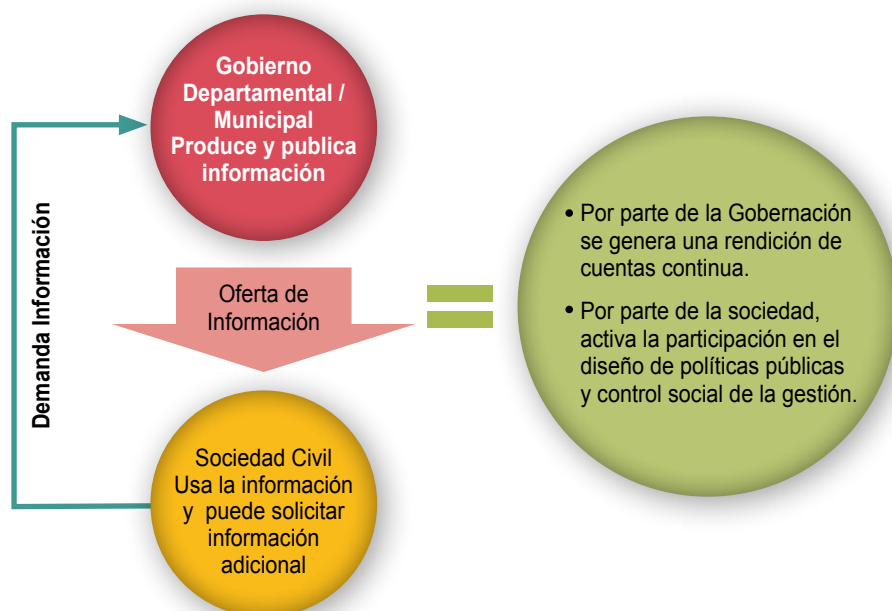 Gobierno
Departamental /
Municipal
Produce y publica
información
Demanda Información
Oferta de
Información
Sociedad Civil
Usa la información
y puede solicitar
información
adicional
• Por parte de la Gobernación
se genera una rendición de
cuentas continua.
• Por parte de la sociedad,
activa la participación en el
diseño de políticas públicas
y control social de la gestión.